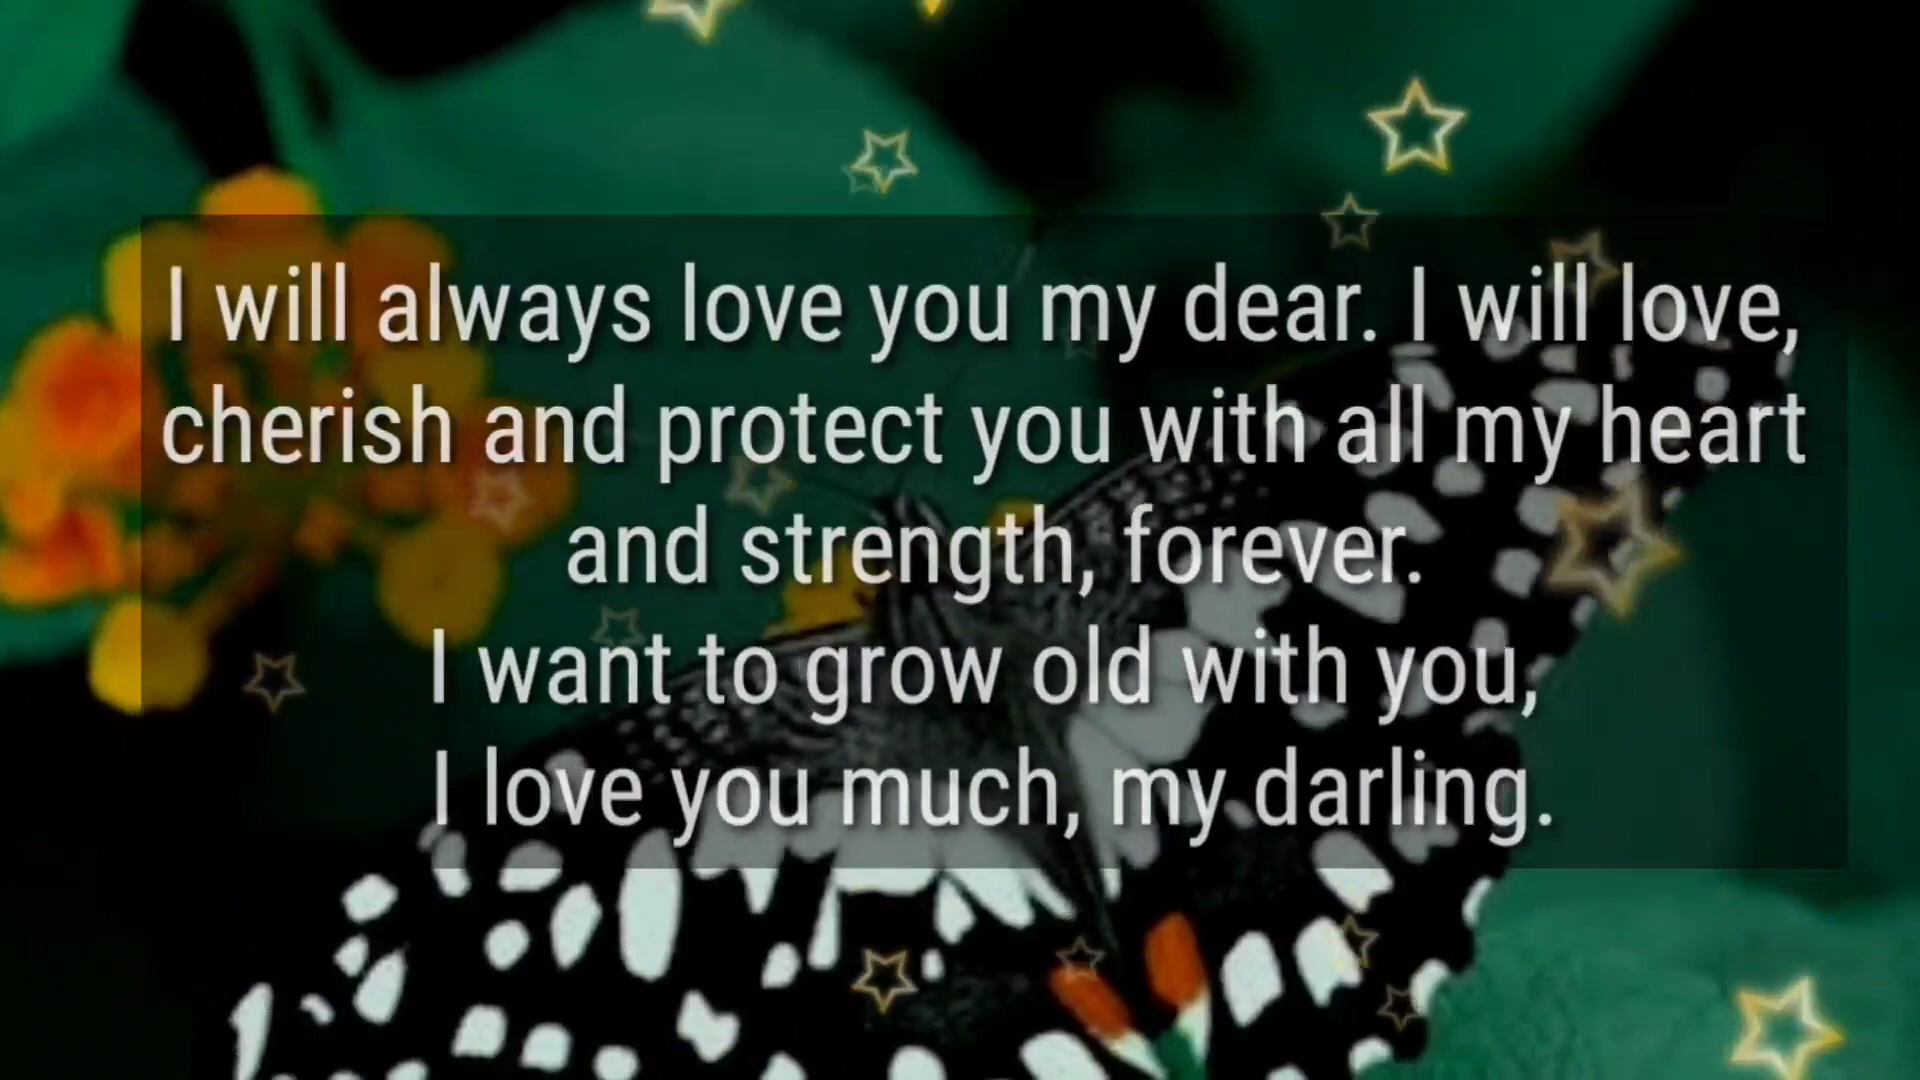 I will always love you my dear. I will love,
cherish and protect you with all my heart
and strength, forever.
I want to grow old with you,
I love you much, my darling.